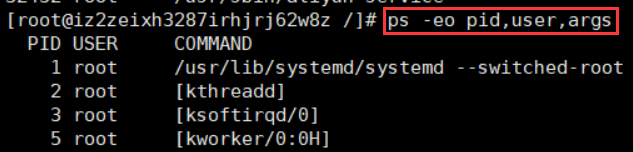 [root@iz2zeixh3287irhjrj62w8z /]# ps -eo pid,user,args
PID USER COMMAND
1 root /usr/lib/systemd/systemd --switched-root
2 root [kthreadd]
3 root [ksoftirqd/0]
5 root [kworker/0:0H]